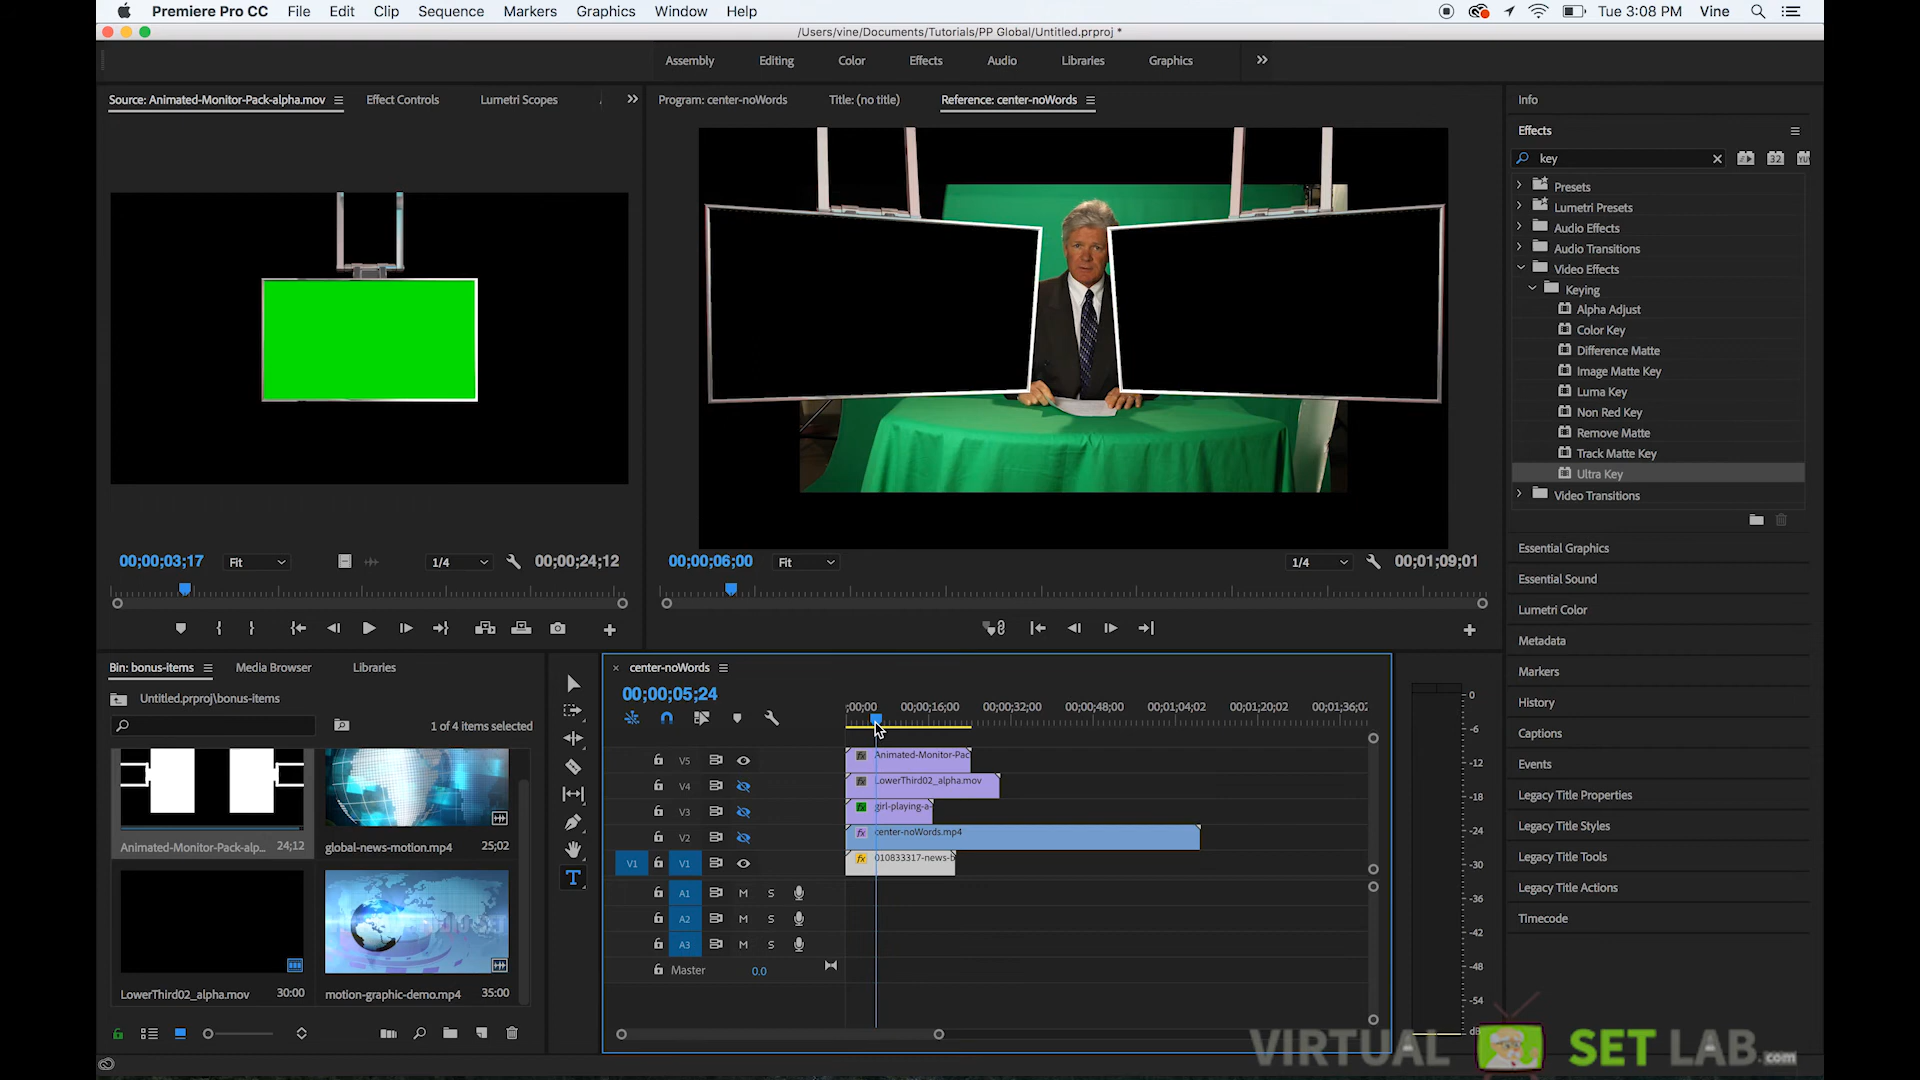 Premiere Pro CC File Edit Clip Sequence Markers Graphics Window Help Tue 3:08 PM Vine
/Users/vine/Documents/Tutorials/PP Global/Untitled.prproj *
Assembly Editing Color Effects Audio Libraries Graphics
Source: Animated-Monitor-Pack-alpha.mov Effect Controls Lumetri Scopes
Program: center-noWords Title: (no title) Reference: center-noWords
Info
Effects
key
32
Presets
Lumetri Presets
Audio Effects
Audio Transitions
Video Effects
Keying
Alpha Adjust
Color Key
Difference Matte
Image Matte Key
Luma Key
Non Red Key
Remove Matte
Track Matte Key
Ultra Key
Video Transitions
Essential Graphics
Essential Sound
Lumetri Color
Metadata
Markers
History
Captions
Events
Legacy Title Properties
Legacy Title Styles
Legacy Title Tools
Legacy Title Actions
Timecode
00;00;03;17 Fit 1/4 00;00;24;12
00;00;06;00 Fit 1/4 00;01;09;01
Bin: bonus-items Media Browser Libraries
Untitled.prproj\bonus-items
1 of 4 items selected
Animated-Monitor-Pack-alp... 24;12
global-news-motion.mp4 25;02
LowerThird02_alpha.mov 30:00
motion-graphic-demo.mp4 35:00
center-noWords
00;00;05;24
;00;00 00;00;16;00 00;00;32;00 00;00;48;00 00;01;04;02 00;01;20;02 00;01;36;02
V5 Animated-Monitor-Pac
V4 LowerThird02_alpha.mov
V3 girl-playing-a-
V2 center-noWords.mp4
V1 V1 010833317-news-b
A1 M S
A2 M S
A3 M S
Master 0.0
0
-6
-12
-18
-24
-30
-36
-42
-48
-54
dB
VIRTUAL SET LAB.com